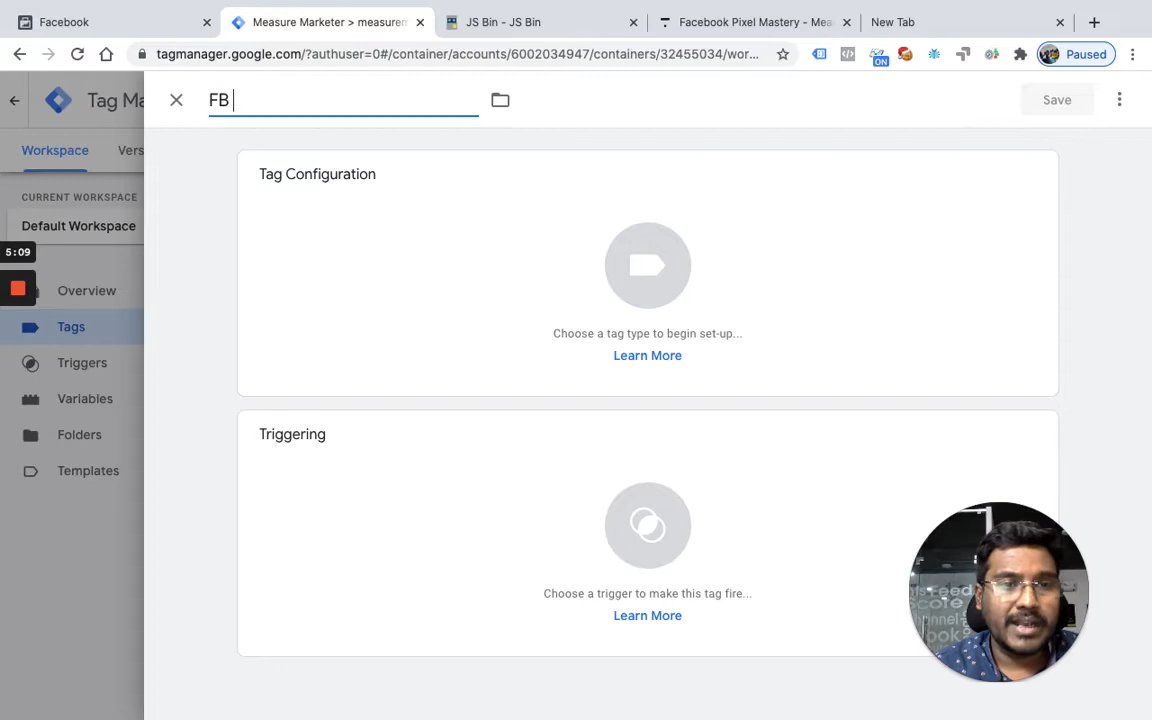 Facebook
Measure Marketer > measurem
JS Bin - JS Bin
Facebook Pixel Mastery - Mea
New Tab
tagmanager.google.com/?authuser=0#/container/accounts/6002034947/containers/32455034/wor...
ON
Paused
Tag Ma
FB
Save
Workspace
Vers
CURRENT WORKSPACE
Default Workspace
5:09
Overview
Tags
Triggers
Variables
Folders
Templates
Tag Configuration
Choose a tag type to begin set-up...
Learn More
Triggering
Choose a trigger to make this tag fire...
Learn More